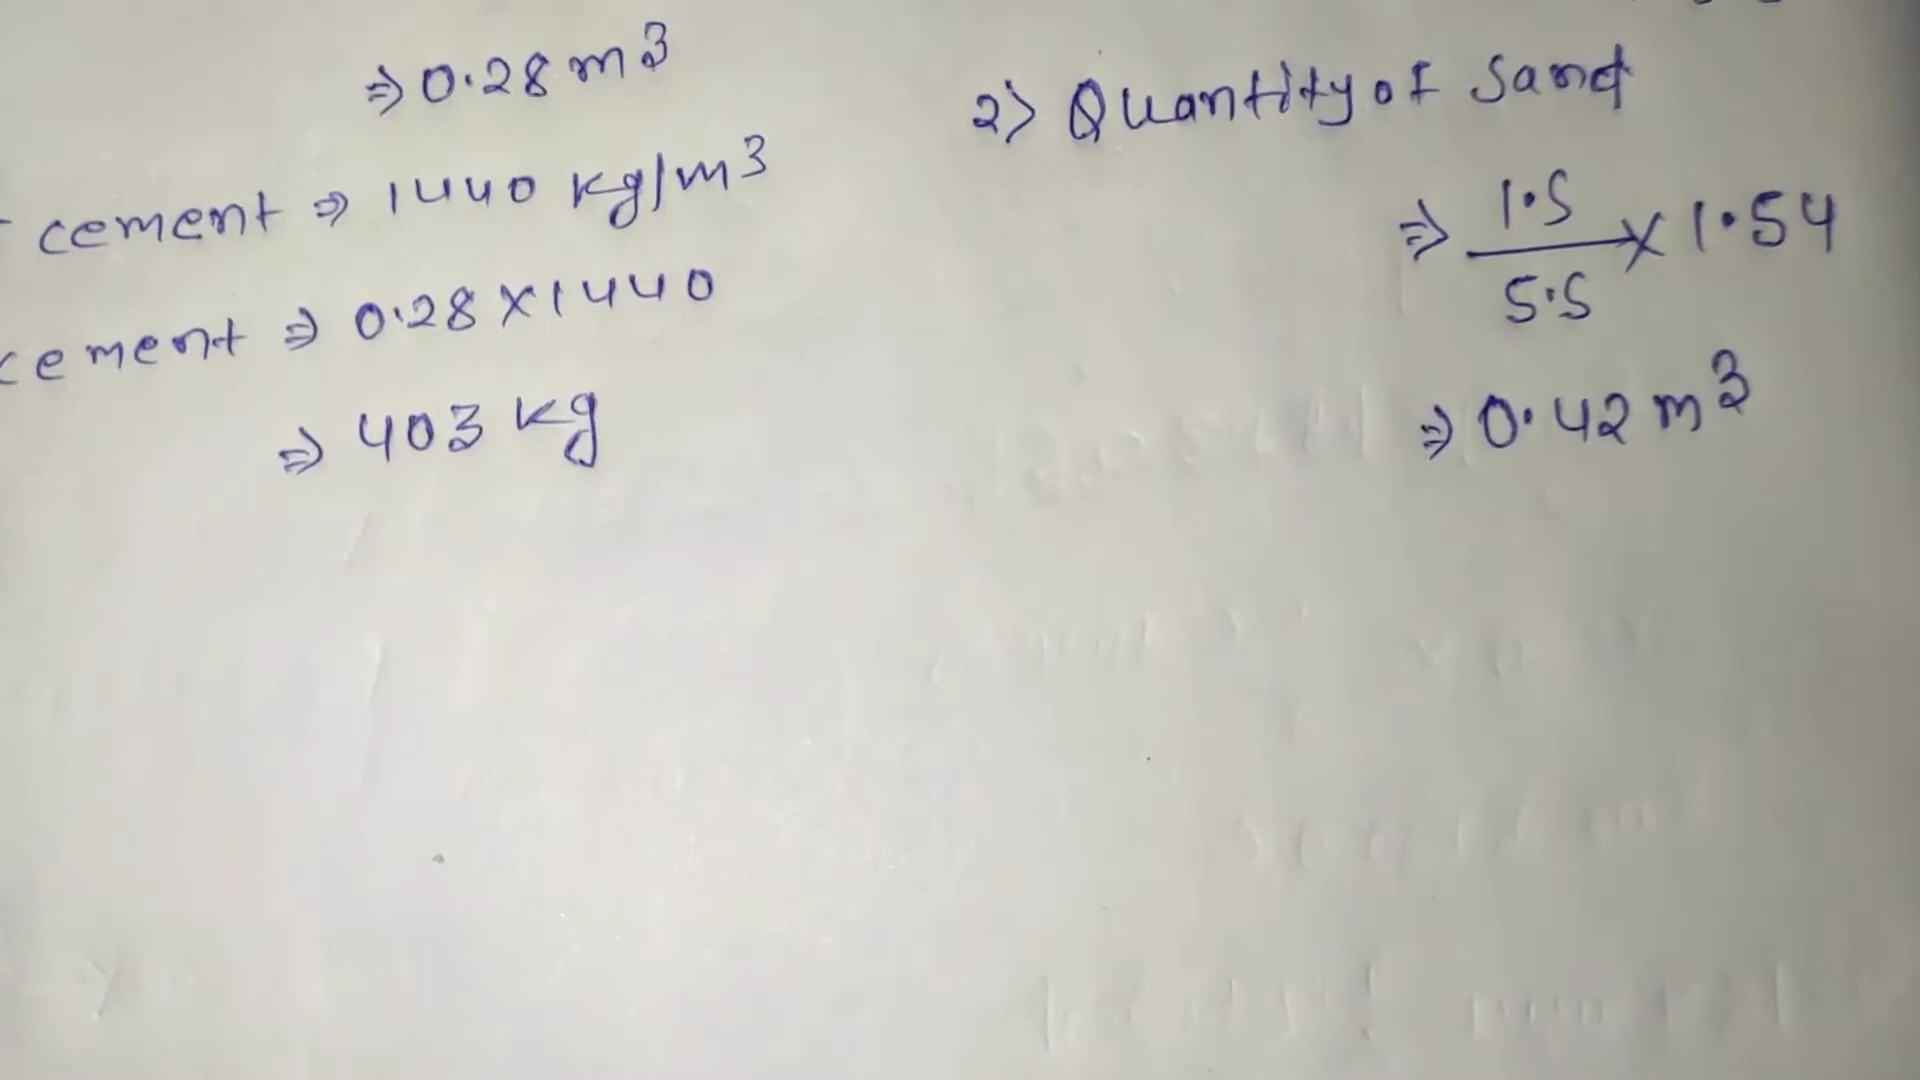 ⇒ 0.28 m³
cement ⇒ 1440 kg/m³
cement ⇒ 0.28 × 1440
⇒ 403 kg
2) Quantity of Sand
⇒ 1.5/5.5 × 1.54
⇒ 0.42 m³